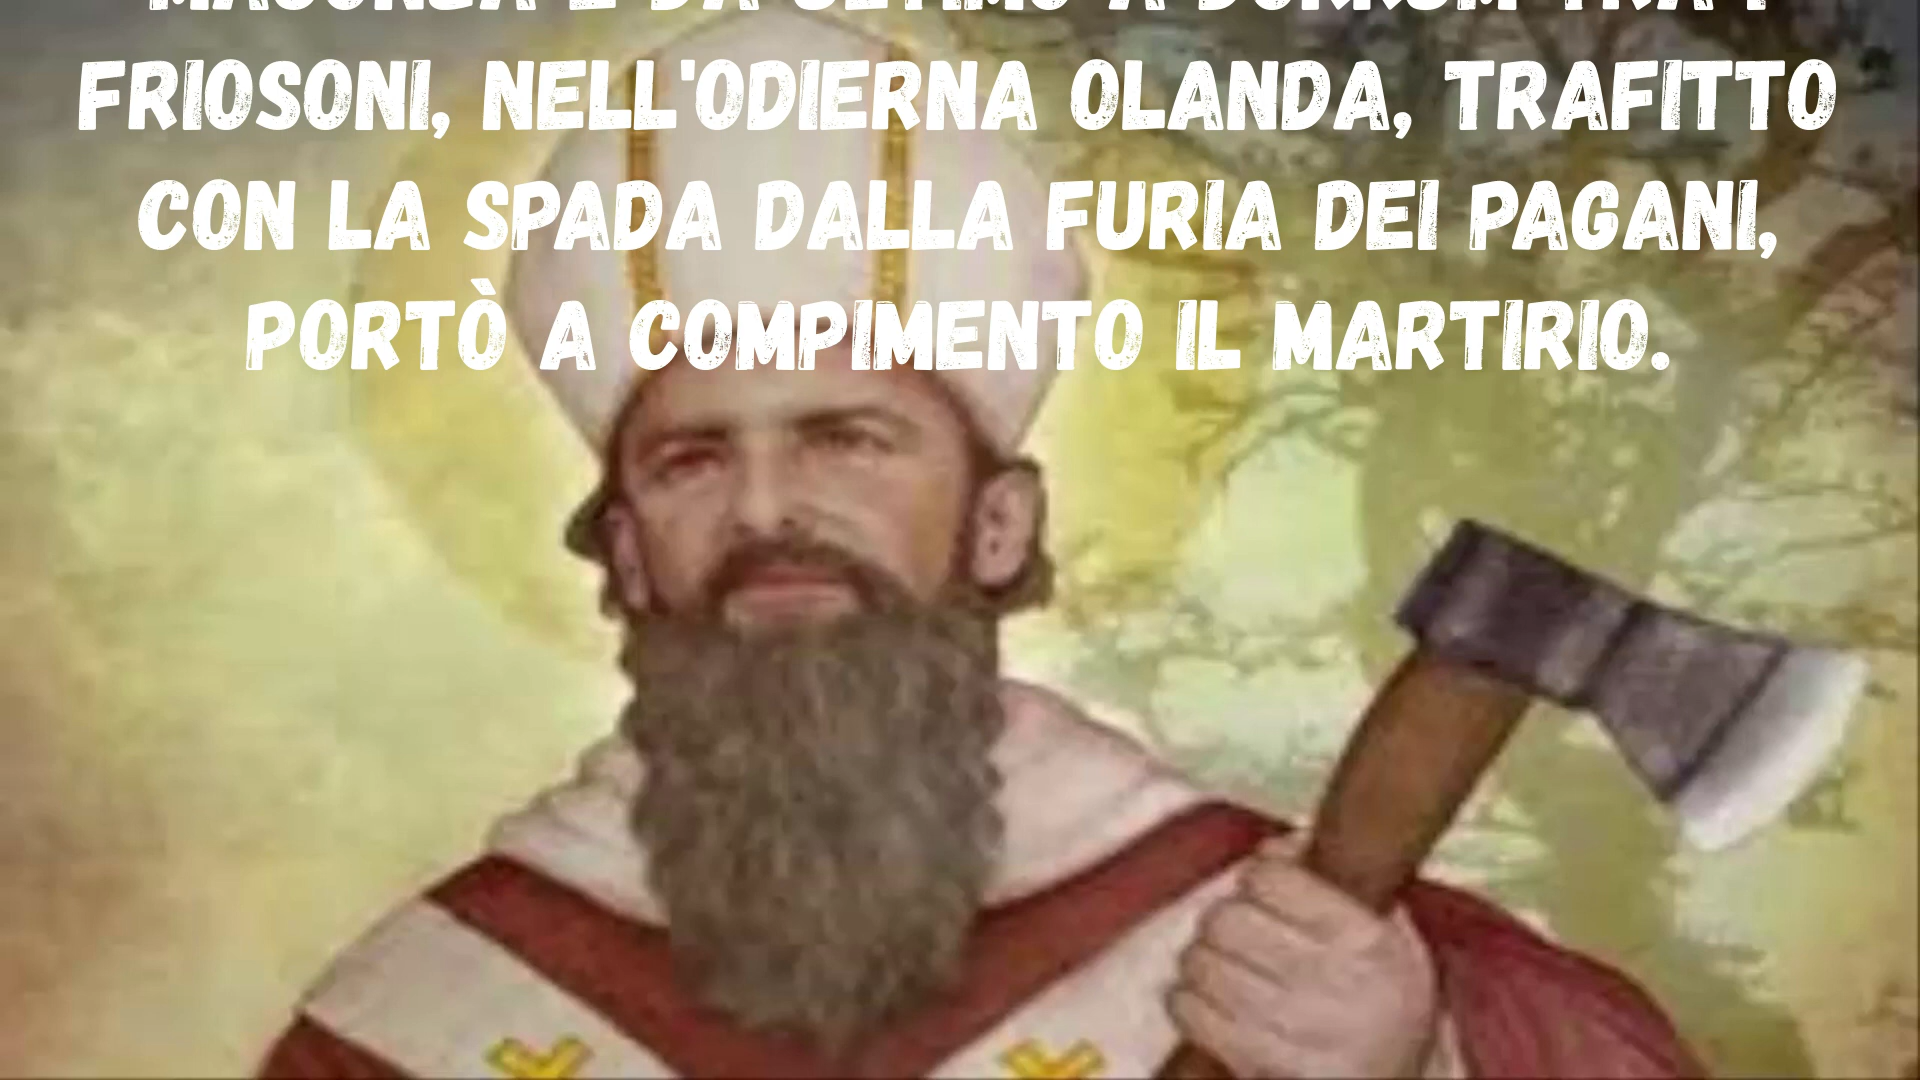 FRIOSONI, NELL'ODIERNA OLANDA, TRAFITTO
CON LA SPADA DALLA FURIA DEI PAGANI,
PORTÒ A COMPIMENTO IL MARTIRIO.